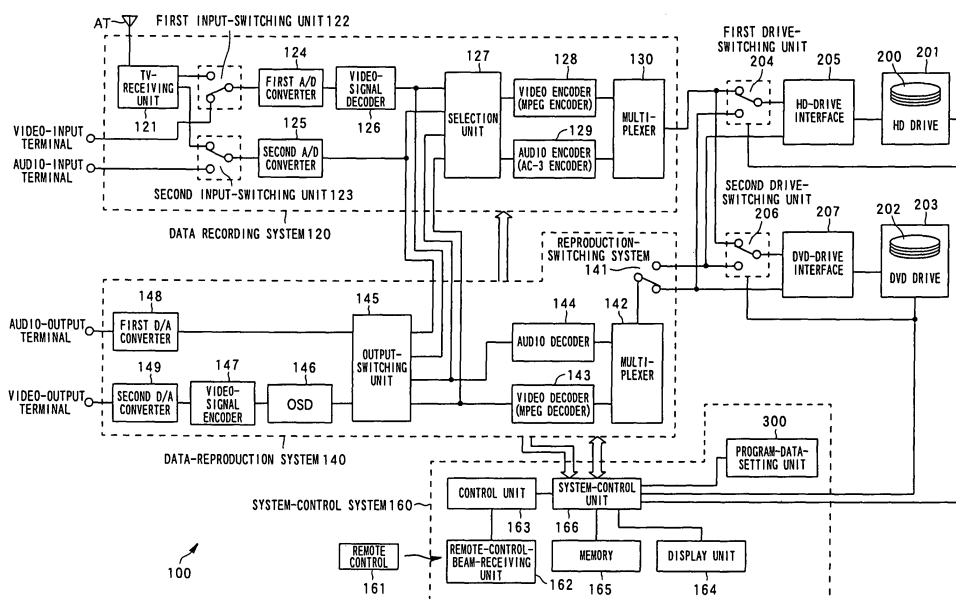 AT
FIRST INPUT-SWITCHING UNIT 122
TV-
RECEIVING
UNIT
121
VIDEO-INPUT
TERMINAL
AUDIO-INPUT
TERMINAL
124
FIRST A/D
CONVERTER
125
SECOND A/D
CONVERTER
SECOND INPUT-SWITCHING UNIT 123
VIDEO-
SIGNAL
DECODER
126
127
SELECTION
UNIT
128
VIDEO ENCODER
(MPEG ENCODER)
129
AUDIO ENCODER
(AC-3 ENCODER)
130
MULTI-
PLEXER
DATA RECORDING SYSTEM 120
FIRST DRIVE-
SWITCHING UNIT
204
205
HD-DRIVE
INTERFACE
200
201
HD DRIVE
SECOND DRIVE-
SWITCHING UNIT
206
207
DVD-DRIVE
INTERFACE
202
203
DVD DRIVE
REPRODUCTION-
SWITCHING SYSTEM
141
148
AUDIO-OUTPUT
TERMINAL
FIRST D/A
CONVERTER
149
VIDEO-OUTPUT
TERMINAL
SECOND D/A
CONVERTER
147
VIDEO-
SIGNAL
ENCODER
146
OSD
145
OUTPUT-
SWITCHING
UNIT
144
AUDIO DECODER
143
VIDEO DECODER
(MPEG DECODER)
142
MULTI-
PLEXER
DATA-REPRODUCTION SYSTEM 140
300
PROGRAM-DATA-
SETTING UNIT
SYSTEM-CONTROL SYSTEM 160
CONTROL UNIT
163
SYSTEM-CONTROL
UNIT
166
100
REMOTE
CONTROL
161
REMOTE-CONTROL-
BEAM-RECEIVING
UNIT
162
MEMORY
165
DISPLAY UNIT
164